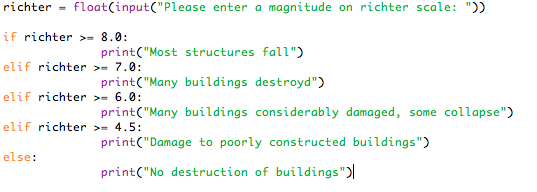 richter = float(input("Please enter a magnitude on richter scale: "))
if richter >= 8.0:
print("Most structures fall")
elif richter >= 7.0:
print("Many buildings destroyd")
elif richter >= 6.0:
print("Many buildings considerably damaged, some collapse")
elif richter >= 4.5:
print("Damage to poorly constructed buildings")
else:
print("No destruction of buildings")